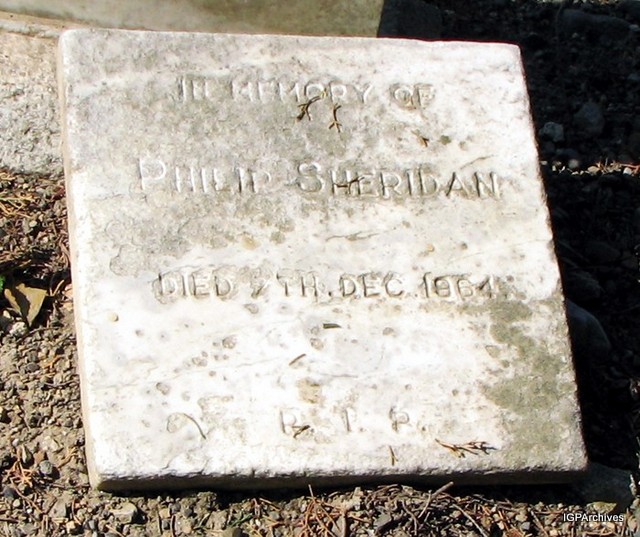 IN MEMORY OF
PHILIP SHERIDAN
DIED 7TH. DEC. 1964
R. I. P.
IGPArchives